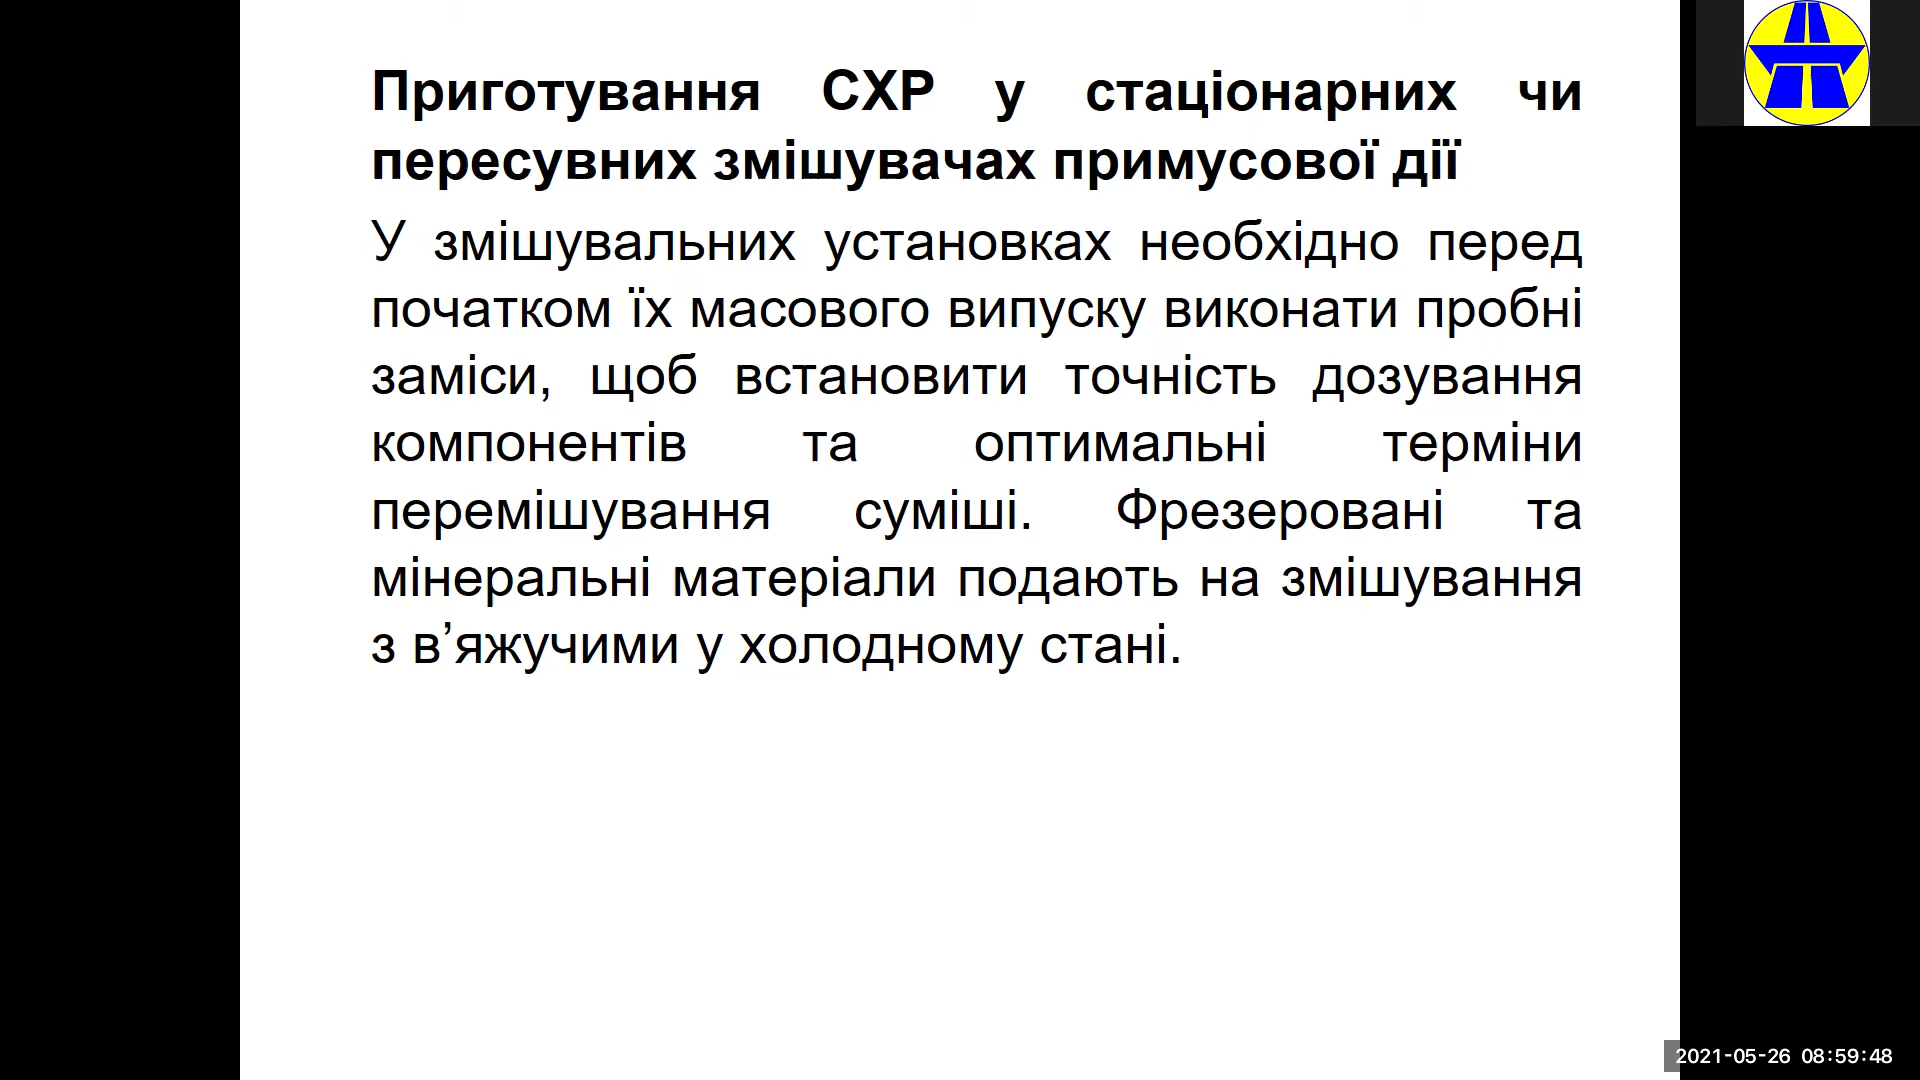 Приготування СХР у стаціонарних чи
пересувних змішувачах примусової дії
У змішувальних установках необхідно перед
початком їх масового випуску виконати пробні
заміси, щоб встановити точність дозування
компонентів та оптимальні терміни
перемішування суміші. Фрезеровані та
мінеральні матеріали подають на змішування
з в’яжучими у холодному стані.
2021-05-26 08:59:48